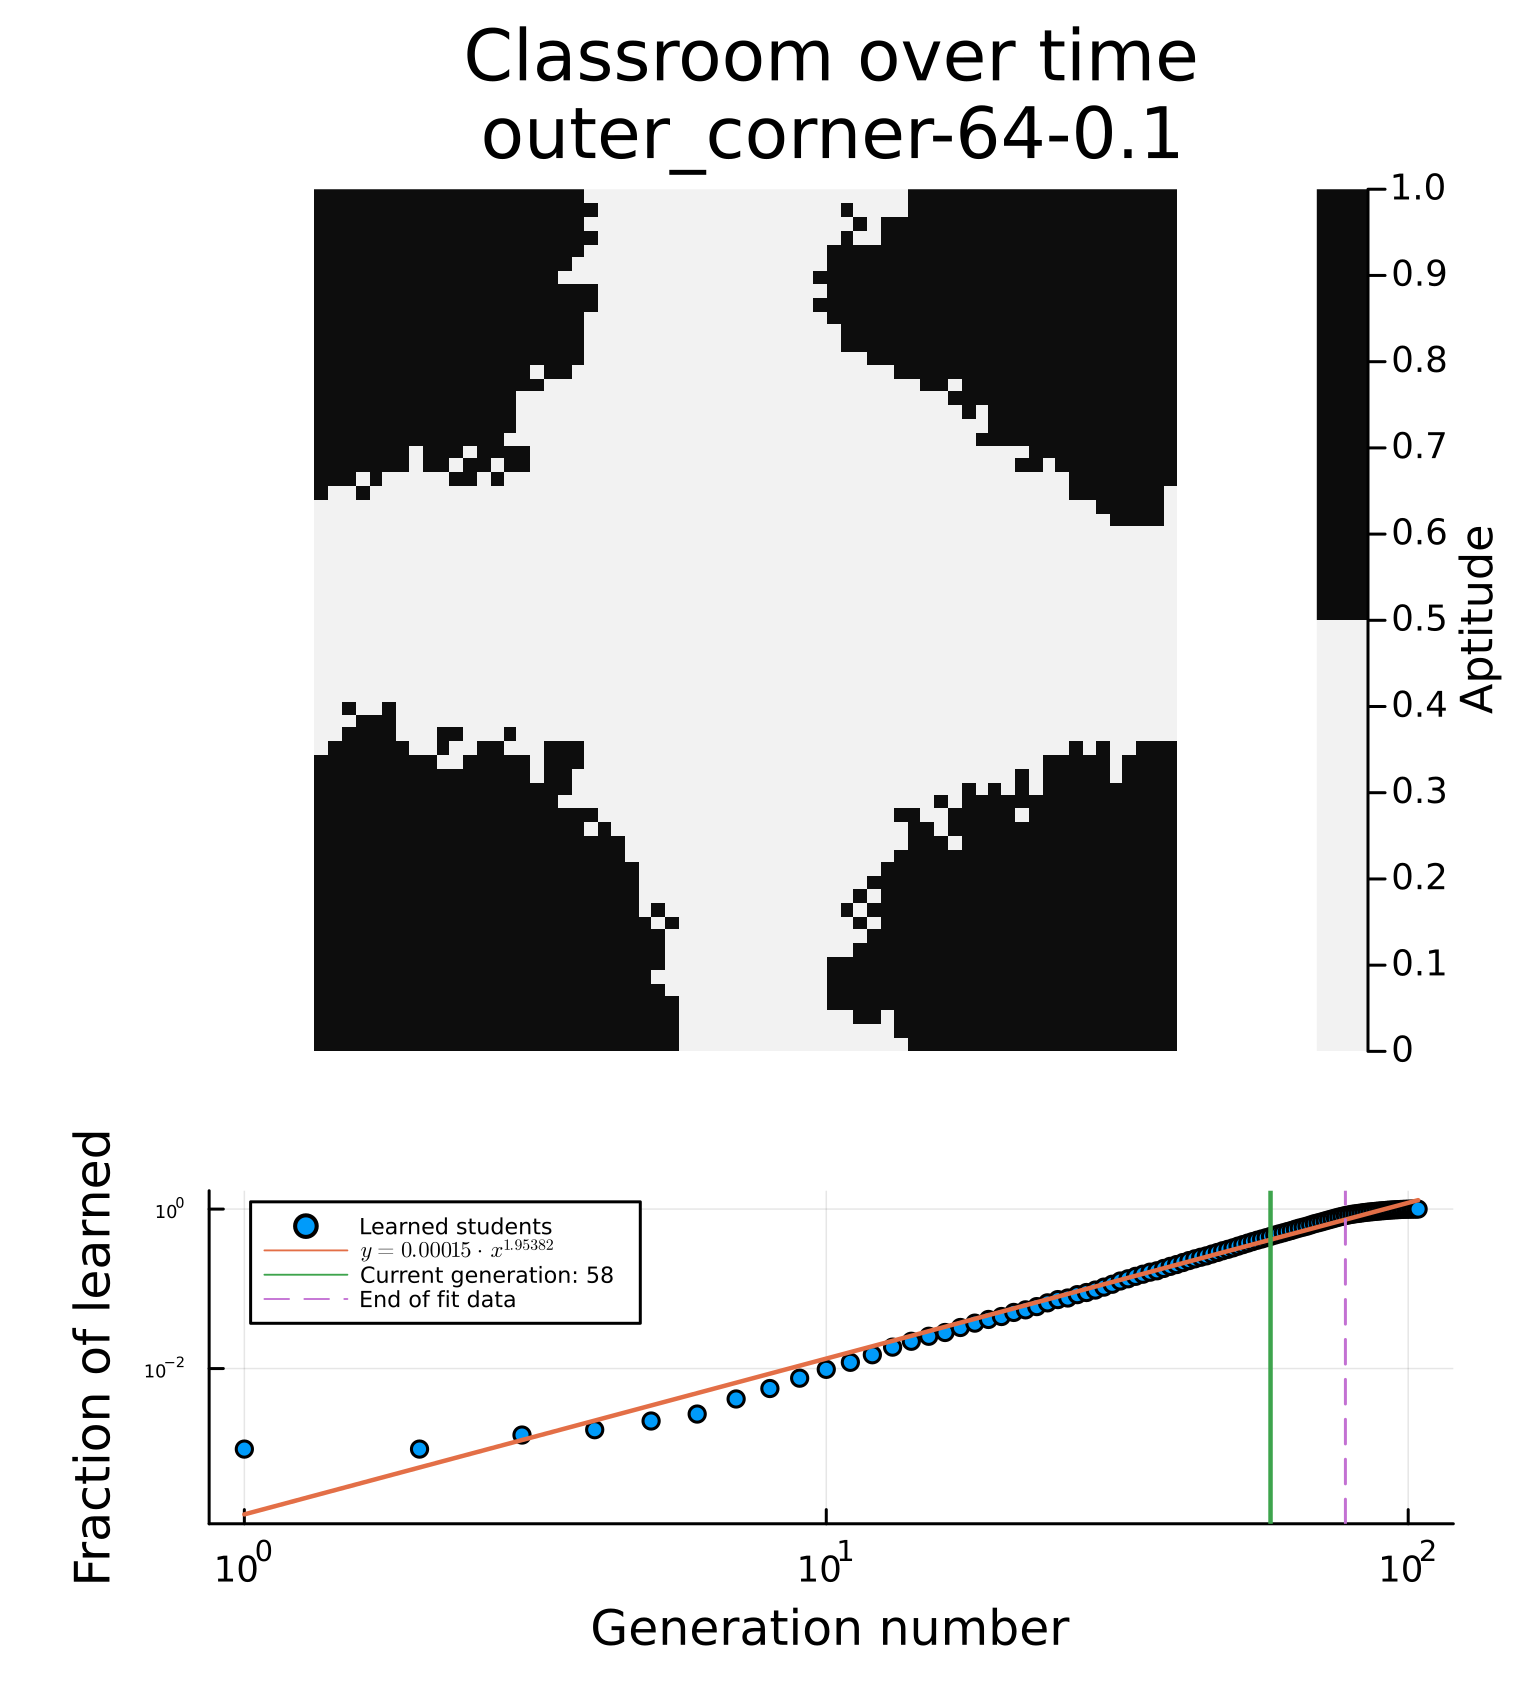 Classroom over time
outer_corner-64-0.1
1.0
0.9
0.8
0.7
0.6
0.5
0.4
0.3
0.2
0.1
0
Aptitude
Fraction of learned
10^0
10^-2
Learned students
y = 0.00015 · x^1.95382
Current generation: 58
End of fit data
10^0
10^1
10^2
Generation number